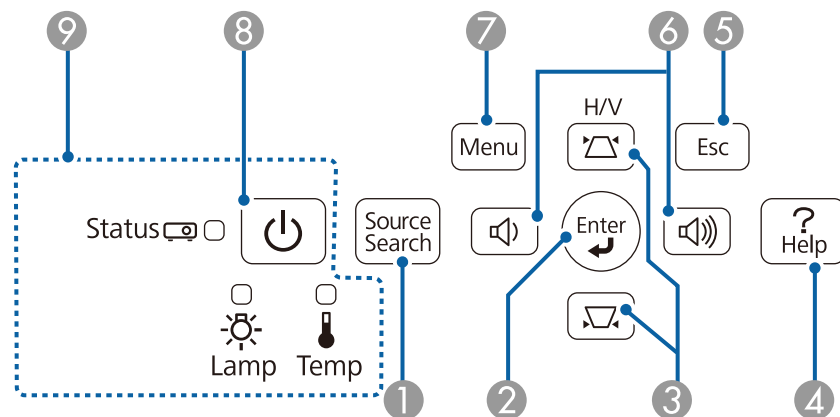 9
8
7
6
5
H/V
Menu
Esc
Status
Source
Search
Enter
?
Help
Lamp
Temp
1
2
3
4